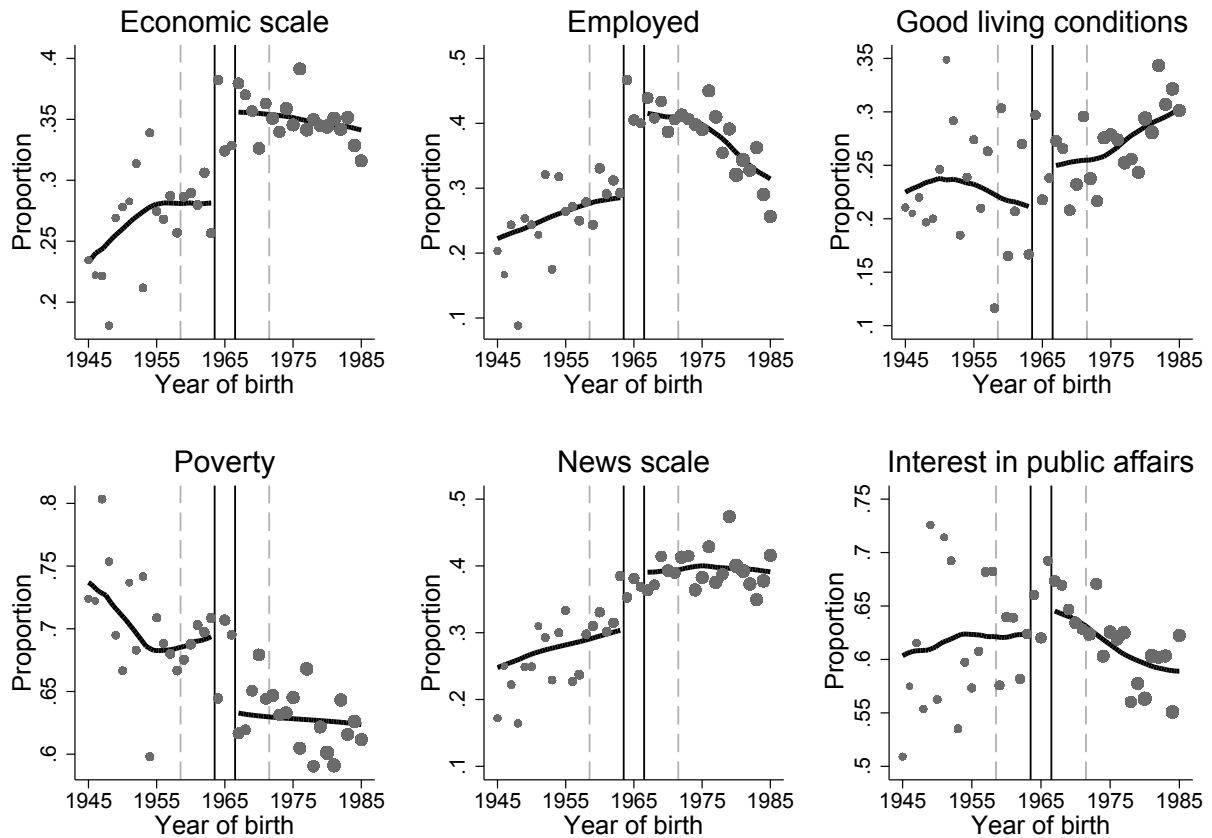 Economic scale
Proportion
.4
.35
.3
.25
.2
1945 1955 1965 1975 1985
Year of birth
Employed
Proportion
.5
.4
.3
.2
.1
1945 1955 1965 1975 1985
Year of birth
Good living conditions
Proportion
.35
.3
.25
.2
.15
.1
1945 1955 1965 1975 1985
Year of birth
Poverty
Proportion
.8
.75
.7
.65
.6
1945 1955 1965 1975 1985
Year of birth
News scale
Proportion
.5
.4
.3
.2
.1
1945 1955 1965 1975 1985
Year of birth
Interest in public affairs
Proportion
.75
.7
.65
.6
.55
.5
1945 1955 1965 1975 1985
Year of birth